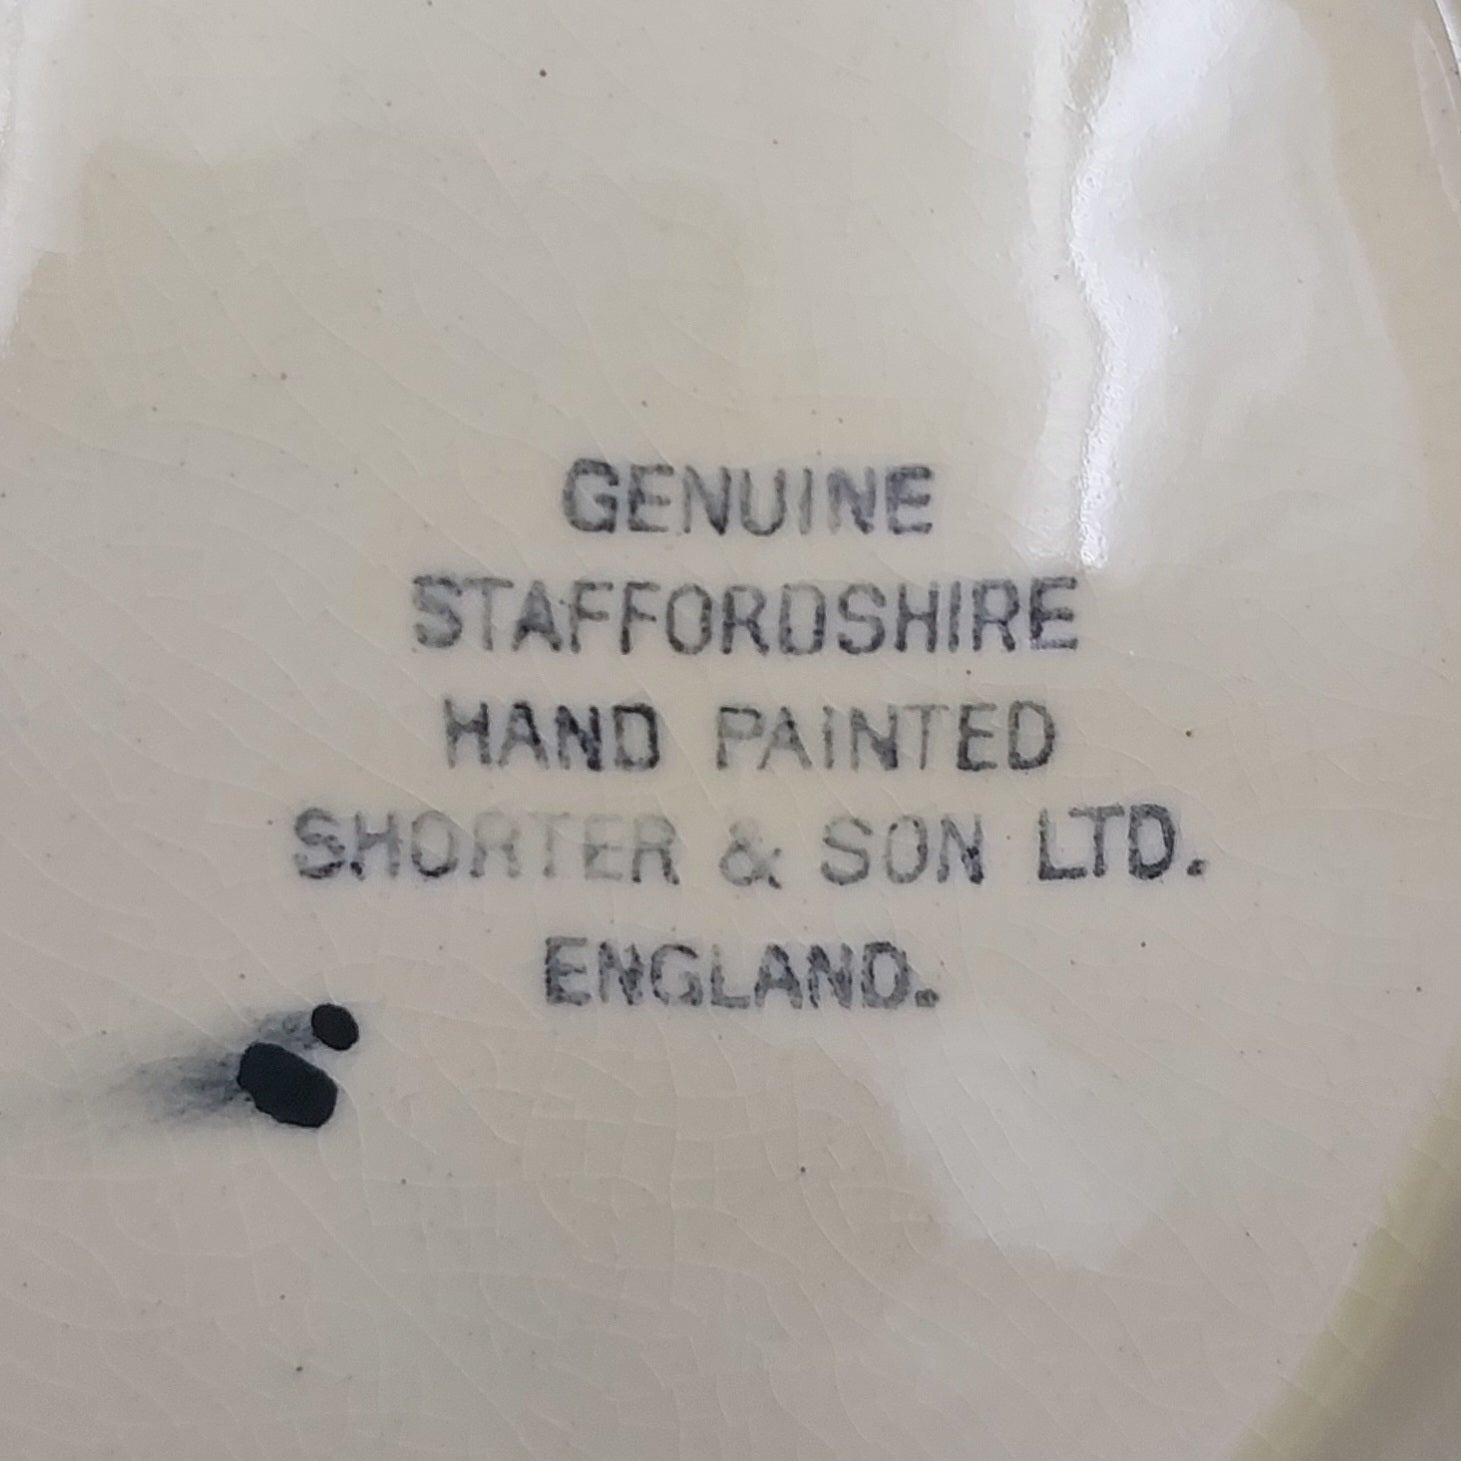 GENUINE
STAFFORDSHIRE
HAND PAINTED
SHORTER & SON LTD.
ENGLAND.